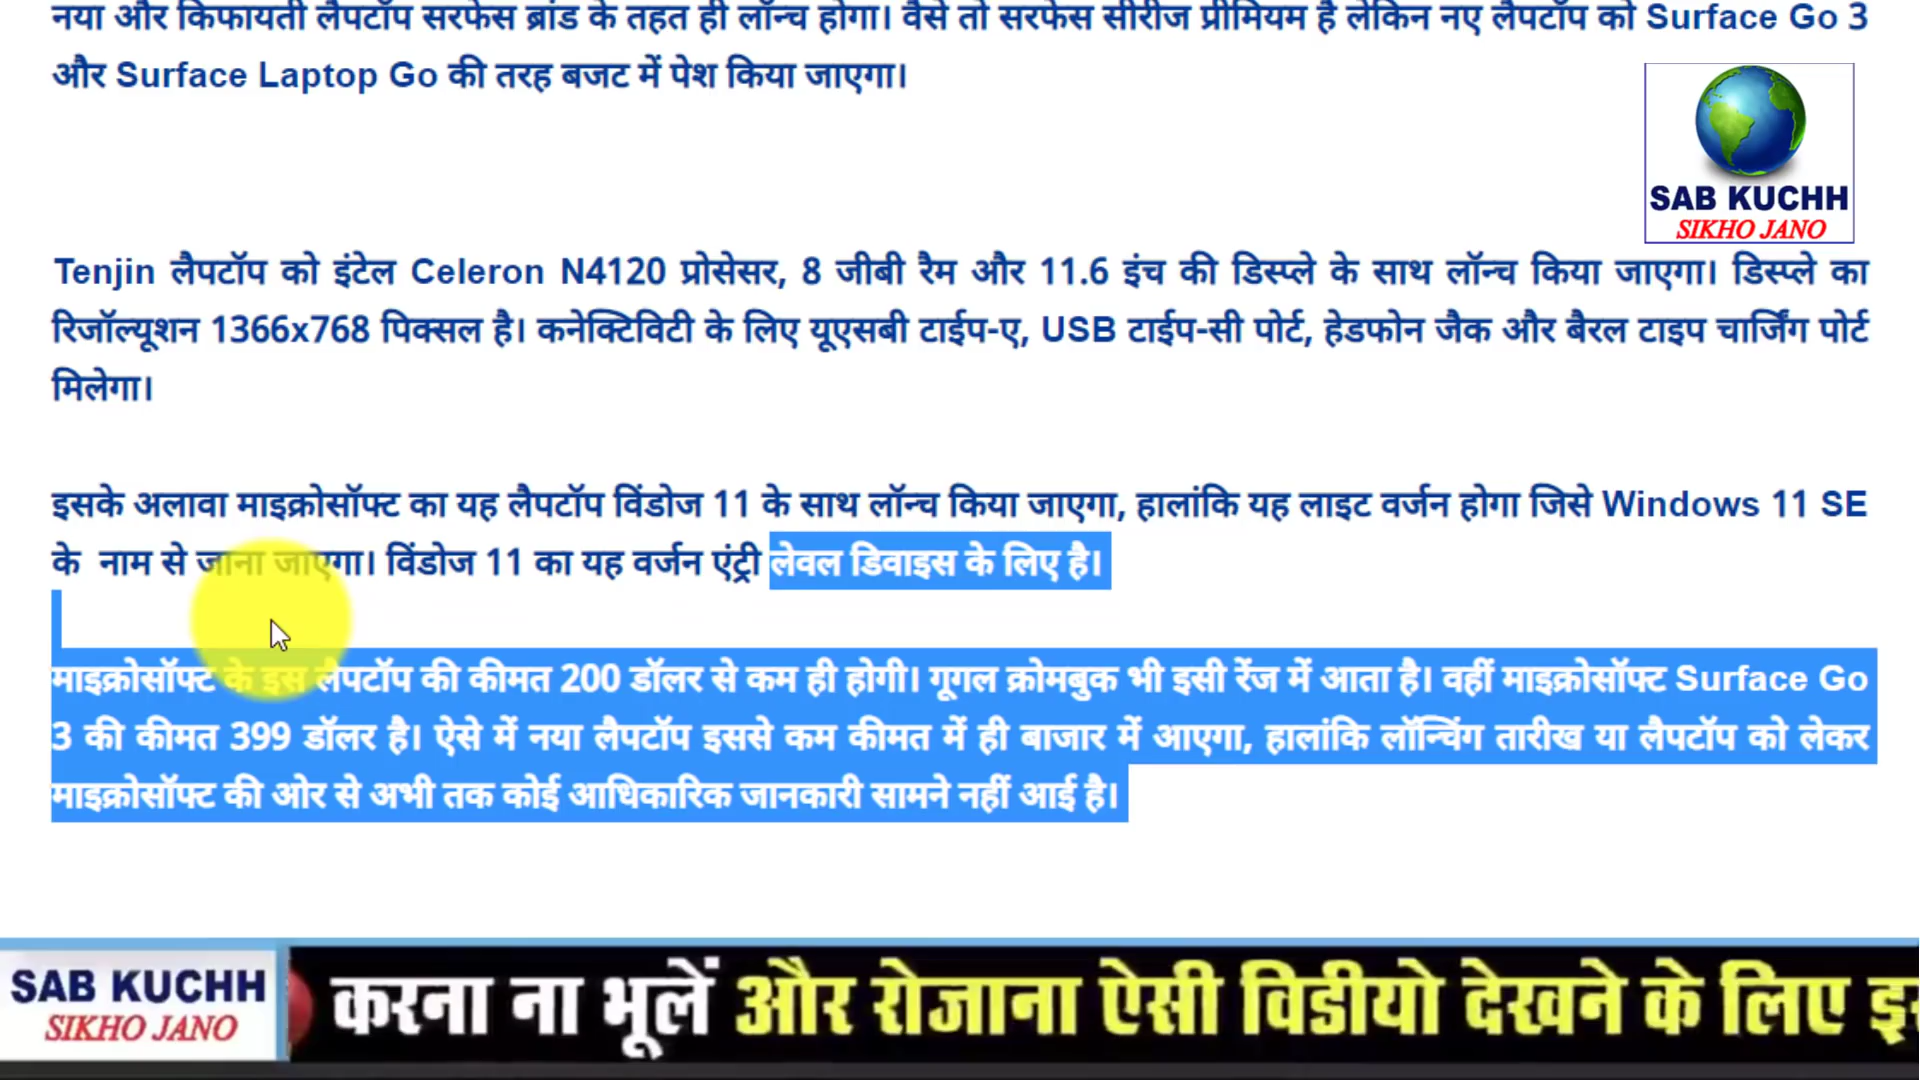 नया और किफायती लैपटॉप सरफेस ब्रांड के तहत ही लॉन्च होगा। वैसे तो सरफेस सीरीज प्रीमियम है लेकिन नए लैपटॉप को Surface Go 3
और Surface Laptop Go की तरह बजट में पेश किया जाएगा।
SAB KUCHH
SIKHO JANO
Tenjin लैपटॉप को इंटेल Celeron N4120 प्रोसेसर, 8 जीबी रैम और 11.6 इंच की डिस्प्ले के साथ लॉन्च किया जाएगा। डिस्प्ले का
रिजॉल्यूशन 1366x768 पिक्सल है। कनेक्टिविटी के लिए यूएसबी टाईप-ए, USB टाईप-सी पोर्ट, हेडफोन जैक और बैरल टाइप चार्जिंग पोर्ट
मिलेगा।
इसके अलावा माइक्रोसॉफ्ट का यह लैपटॉप विंडोज 11 के साथ लॉन्च किया जाएगा, हालांकि यह लाइट वर्जन होगा जिसे Windows 11 SE
के नाम से जाना जाएगा। विंडोज 11 का यह वर्जन एंट्री लेवल डिवाइस के लिए है।
माइक्रोसॉफ्ट के इस लैपटॉप की कीमत 200 डॉलर से कम ही होगी। गूगल क्रोमबुक भी इसी रेंज में आता है। वहीं माइक्रोसॉफ्ट Surface Go
3 की कीमत 399 डॉलर है। ऐसे में नया लैपटॉप इससे कम कीमत में ही बाजार में आएगा, हालांकि लॉन्चिंग तारीख या लैपटॉप को लेकर
माइक्रोसॉफ्ट की ओर से अभी तक कोई आधिकारिक जानकारी सामने नहीं आई है।
SAB KUCHH
SIKHO JANO
करना ना भूलें और रोजाना ऐसी विडीयो देखने के लिए